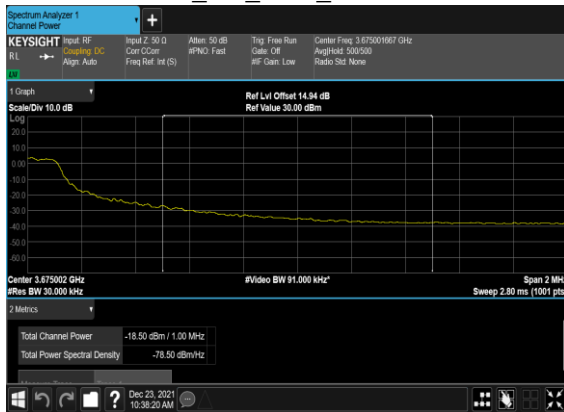 Spectrum Analyzer 1
Channel Power
+
KEYSIGHT
RL
Input: RF
Coupling: DC
Align: Auto
Input Z: 50 Ω
Corr CCorr
Freq Ref: Int (S)
Atten: 50 dB
#PNO: Fast
Trig: Free Run
Gate: Off
#IF Gain: Low
Center Freq: 3.675001667 GHz
Avg|Hold: 500/500
Radio Std: None
1 Graph
Scale/Div 10.0 dB
Ref Lvl Offset 14.94 dB
Ref Value 30.00 dBm
Log
20.0
10.0
0.00
-10.0
-20.0
-30.0
-40.0
-50.0
-60.0
Center 3.675002 GHz
#Res BW 30.000 kHz
#Video BW 91.000 kHz*
Span 2 MHz
Sweep 2.80 ms (1001 pts
2 Metrics
Total Channel Power -18.50 dBm / 1.00 MHz
Total Power Spectral Density -78.50 dBm/Hz
?
Dec 23, 2021
10:38:20 AM